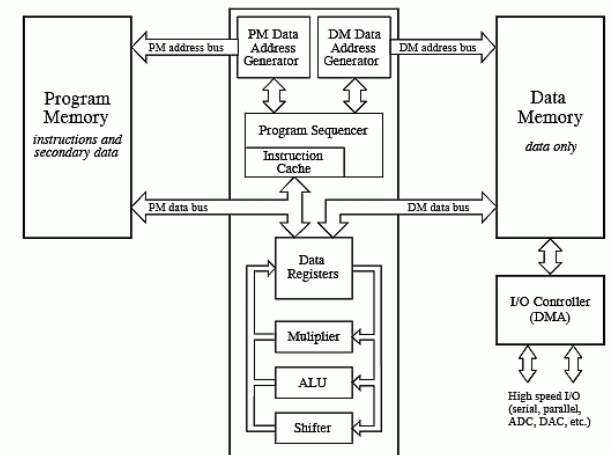 PM Data
Address
Generator
DM Data
Address
Generator
PM address bus
DM address bus
Program
Memory
instructions and
secondary data
Data
Memory
data only
Program Sequencer
Instruction
Cache
PM data bus
DM data bus
Data
Registers
I/O Controller
(DMA)
Muliplier
ALU
Shifter
High speed I/O
(serial, parallel,
ADC, DAC, etc.)